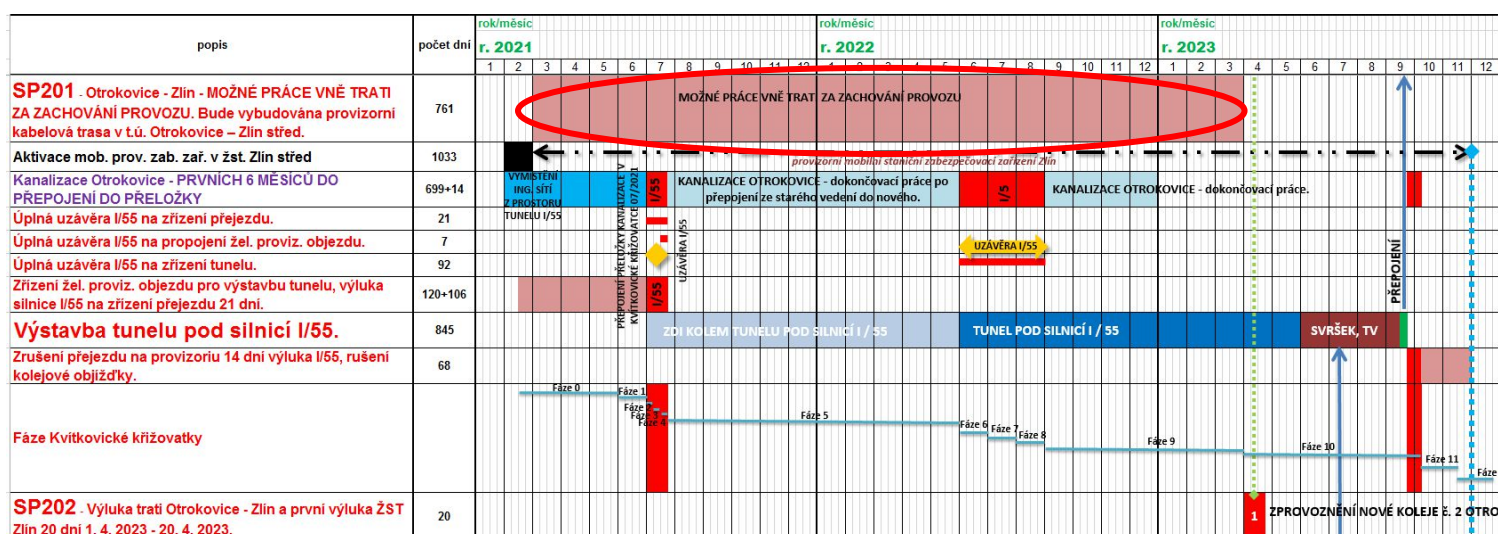 rok/měsíc rok/měsíc rok/měsíc
popis počet dní r. 2021 r. 2022 r. 2023
1 2 3 4 5 6 7 8 9 10 11 12 1 2 3 4 5 6 7 8 9 10 11 12 1 2 3 4 5 6 7 8 9 10 11 12
SP201 - Otrokovice - Zlín - MOŽNÉ PRÁCE VNĚ TRATI
ZA ZACHOVÁNÍ PROVOZU. Bude vybudována provizorní
kabelová trasa v t.ú. Otrokovice – Zlín střed.
761
MOŽNÉ PRÁCE VNĚ TRATI ZA ZACHOVÁNÍ PROVOZU
Aktivace mob. prov. zab. zař. v žst. Zlín střed
1033
provizorní mobilní staniční zabezpečovací zařízení Zlín
Kanalizace Otrokovice - PRVNÍCH 6 MĚSÍCŮ DO
PŘEPOJENÍ DO PŘELOŽKY
699+14
VYMÍSTĚNÍ
ING. SÍTÍ
Z PROSTORU
TUNELU I/55
PŘEPOJENÍ PŘELOŽKY KANALIZACE V
KVÍTKOVICKÉ KŘIŽOVATCE 07/2021
I/55
KANALIZACE OTROKOVICE - dokončovací práce po
přepojení ze starého vedení do nového.
I/5
KANALIZACE OTROKOVICE - dokončovací práce.
Úplná uzávěra I/55 na zřízení přejezdu.
21
Úplná uzávěra I/55 na propojení žel. proviz. objezdu.
7
UZÁVĚRA I/55
UZÁVĚRA I/55
PŘEPOJENÍ
Úplná uzávěra I/55 na zřízení tunelu.
92
Zřízení žel. proviz. objezdu pro výstavbu tunelu, výluka
silnice I/55 na zřízení přejezdu 21 dní.
120+106
I/55
Výstavba tunelu pod silnicí I/55.
845
ZDI KOLEM TUNELU POD SILNICÍ I / 55
TUNEL POD SILNICÍ I / 55
SVRŠEK, TV
Zrušení přejezdu na provizoriu 14 dní výluka I/55, rušení
kolejové objížďky.
68
Fáze Kvítkovické křižovatky
Fáze 0
Fáze 1
Fáze 2
Fáze 3
Fáze 4
Fáze 5
Fáze 6
Fáze 7
Fáze 8
Fáze 9
Fáze 10
Fáze 11
Fáze
SP202 - Výluka trati Otrokovice - Zlín a první výluka ŽST
Zlín 20 dní 1. 4. 2023 - 20. 4. 2023.
20
1
ZPROVOZNĚNÍ NOVÉ KOLEJE č. 2 OTRO